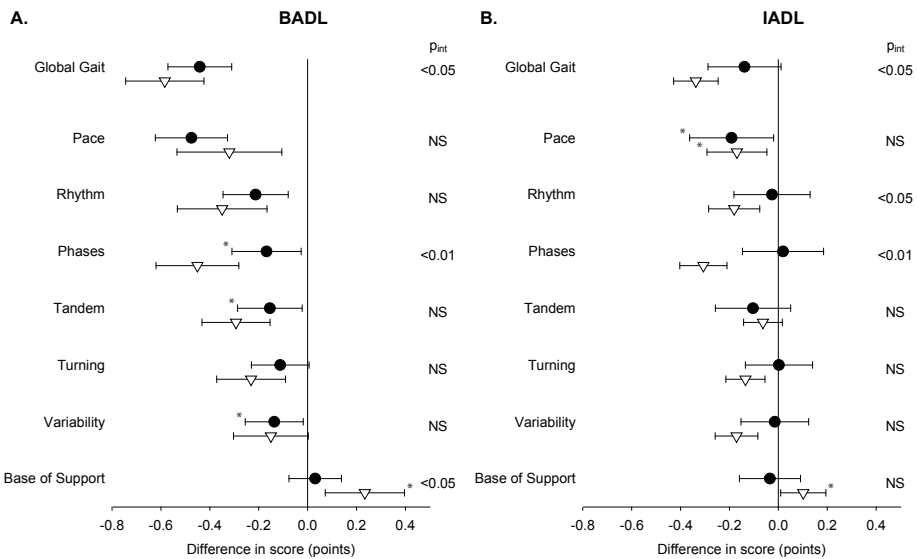 A. BADL
p_int
Global Gait <0.05
Pace NS
Rhythm NS
* Phases <0.01
* Tandem NS
Turning NS
* Variability NS
Base of Support * <0.05
-0.8 -0.6 -0.4 -0.2 0.0 0.2 0.4
Difference in score (points)
B. IADL
p_int
Global Gait <0.05
* Pace NS
*
Rhythm <0.05
Phases <0.01
Tandem NS
Turning NS
Variability NS
Base of Support * NS
-0.8 -0.6 -0.4 -0.2 0.0 0.2 0.4
Difference in score (points)